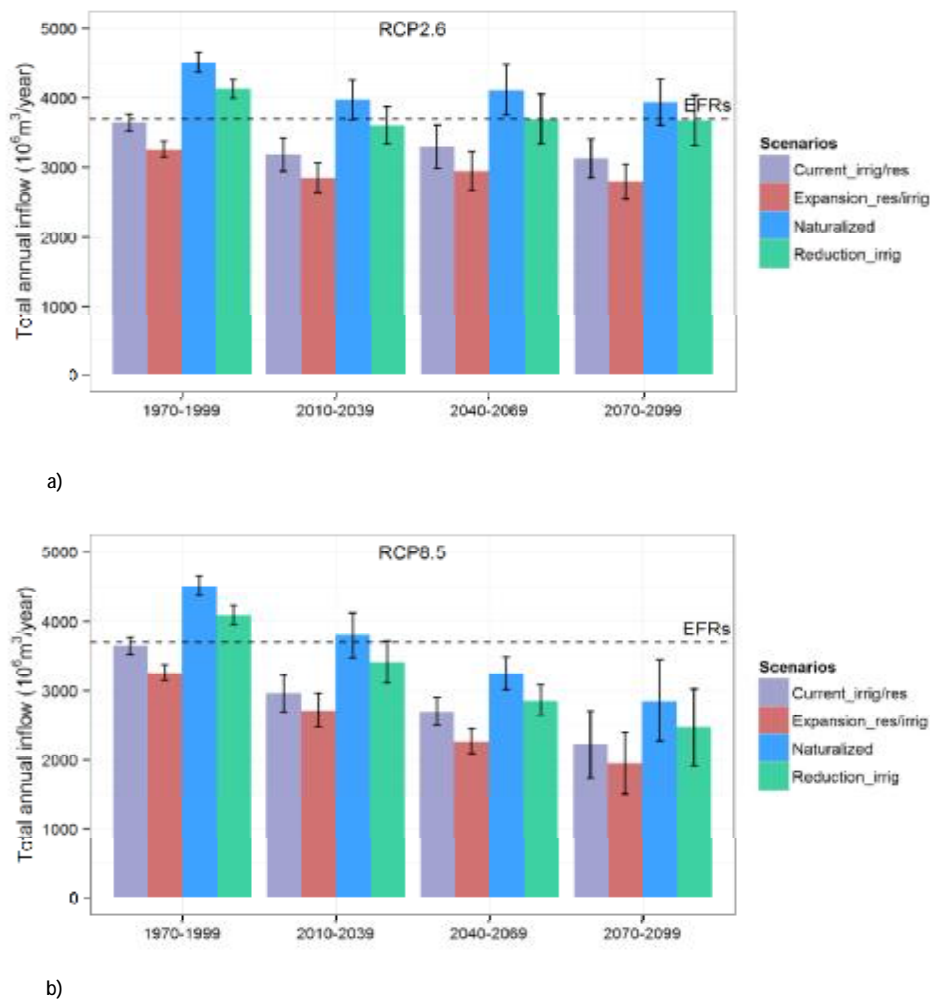 RCP2.6
5000
4000
3000
2000
1000
0
Total annual inflow (10⁶m³/year)
EFRs
1970-1999
2010-2039
2040-2069
2070-2099
Scenarios
Current_irrig/res
Expansion_res/irrig
Naturalized
Reduction_irrig
a)
RCP8.5
5000
4000
3000
2000
1000
0
Total annual inflow (10⁶m³/year)
EFRs
1970-1999
2010-2039
2040-2069
2070-2099
Scenarios
Current_irrig/res
Expansion_res/irrig
Naturalized
Reduction_irrig
b)